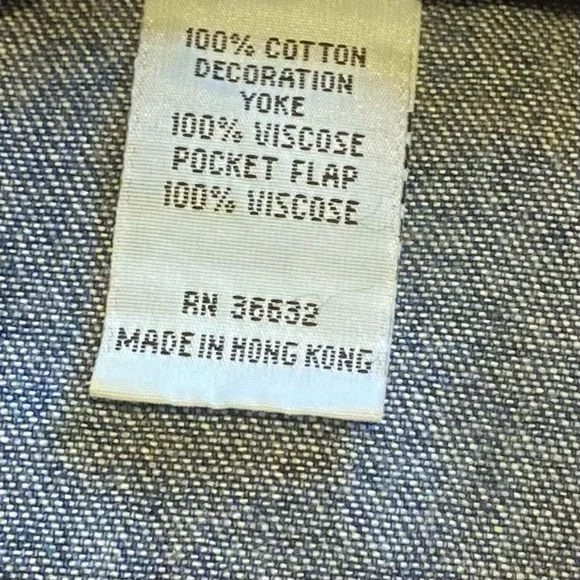 100% COTTON
DECORATION
YOKE
100% VISCOSE
POCKET FLAP
100% VISCOSE
RN 36632
MADE IN HONG KONG